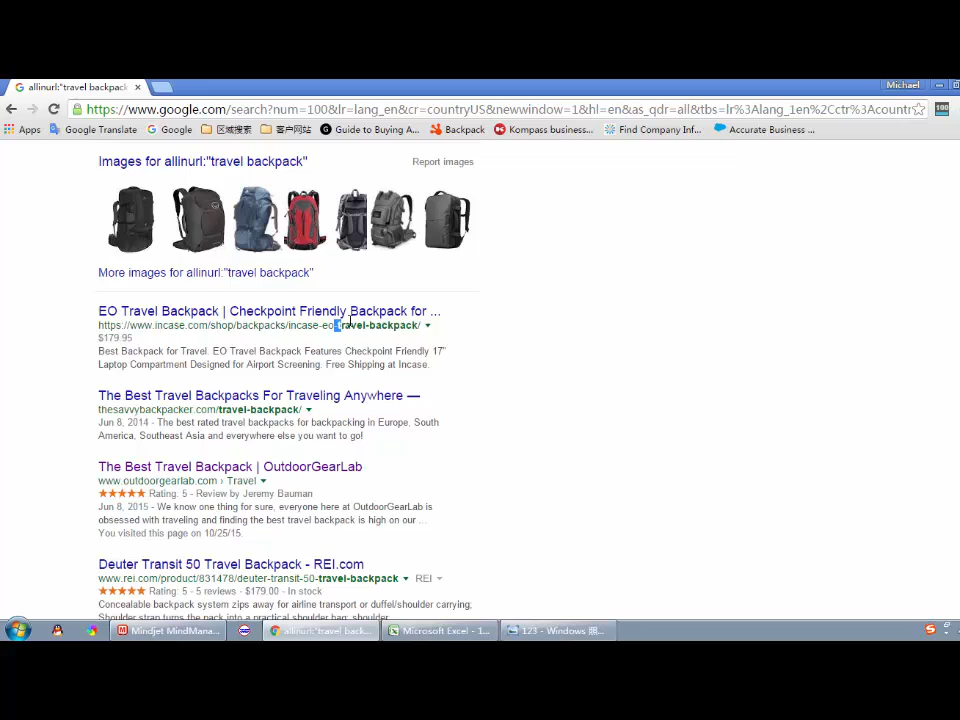 allinurl:"travel backpack
Michael
https://www.google.com/search?num=100&lr=lang_en&cr=countryUS&newwindow=1&hl=en&as_qdr=all&tbs=lr%3Alang_1en%2Cctr%3Acountr
100
Apps Google Translate Google 区域搜索 客户网站 Guide to Buying A... Backpack Kompass business... Find Company Inf... Accurate Business ...
Images for allinurl:"travel backpack"
Report images
More images for allinurl:"travel backpack"
EO Travel Backpack | Checkpoint Friendly Backpack for ...
https://www.incase.com/shop/backpacks/incase-eo-travel-backpack/
$179.95
Best Backpack for Travel. EO Travel Backpack Features Checkpoint Friendly 17"
Laptop Compartment Designed for Airport Screening. Free Shipping at Incase.
The Best Travel Backpacks For Traveling Anywhere —
thesavvybackpacker.com/travel-backpack/
Jun 8, 2014 - The best rated travel backpacks for backpacking in Europe, South
America, Southeast Asia and everywhere else you want to go!
The Best Travel Backpack | OutdoorGearLab
www.outdoorgearlab.com › Travel
Rating: 5 - Review by Jeremy Bauman
Jun 8, 2015 - We know one thing for sure, everyone here at OutdoorGearLab is
obsessed with traveling and finding the best travel backpack is high on our ...
You visited this page on 10/25/15.
Deuter Transit 50 Travel Backpack - REI.com
www.rei.com/product/831478/deuter-transit-50-travel-backpack REI
Rating: 5 - 5 reviews - $179.00 - In stock
Concealable backpack system zips away for airline transport or duffel/shoulder carrying;
Shoulder strap turns the pack into a practical shoulder bag; shoulder
Mindjet MindMana... allinurl:"travel back... Microsoft Excel - 1... 123 - Windows 照...